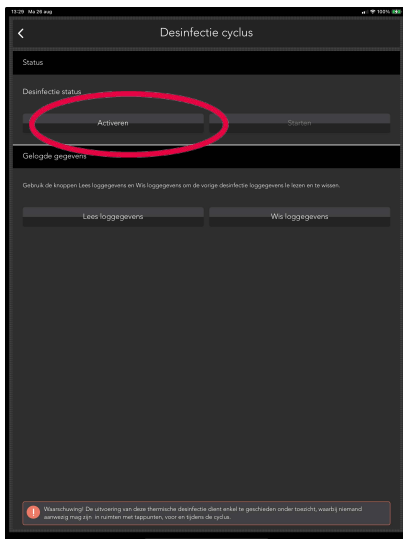 13:29 Ma 26 aug 100%
Desinfectie cyclus
Status
Desinfectie status
Activeren Starten
Gelogde gegevens
Gebruik de knoppen Lees loggegevens en Wis loggegevens om de vorige desinfectie loggegevens te lezen en te wissen.
Lees loggegevens Wis loggegevens
Waarschuwing! De uitvoering van deze thermische desinfectie dient enkel te geschieden onder toezicht, waarbij niemand
aanwezig mag zijn in ruimten met tappunten, voor en tijdens de cyclus.